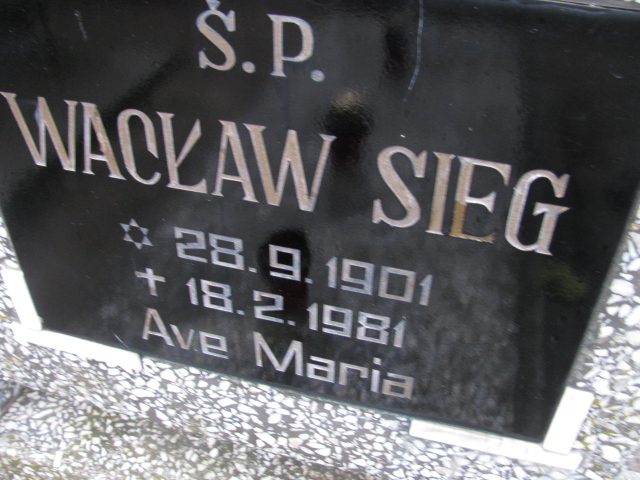 Ś.P.
WACŁAW SIEG
✡ 28.9.1901
✝ 18.2.1981
Ave Maria